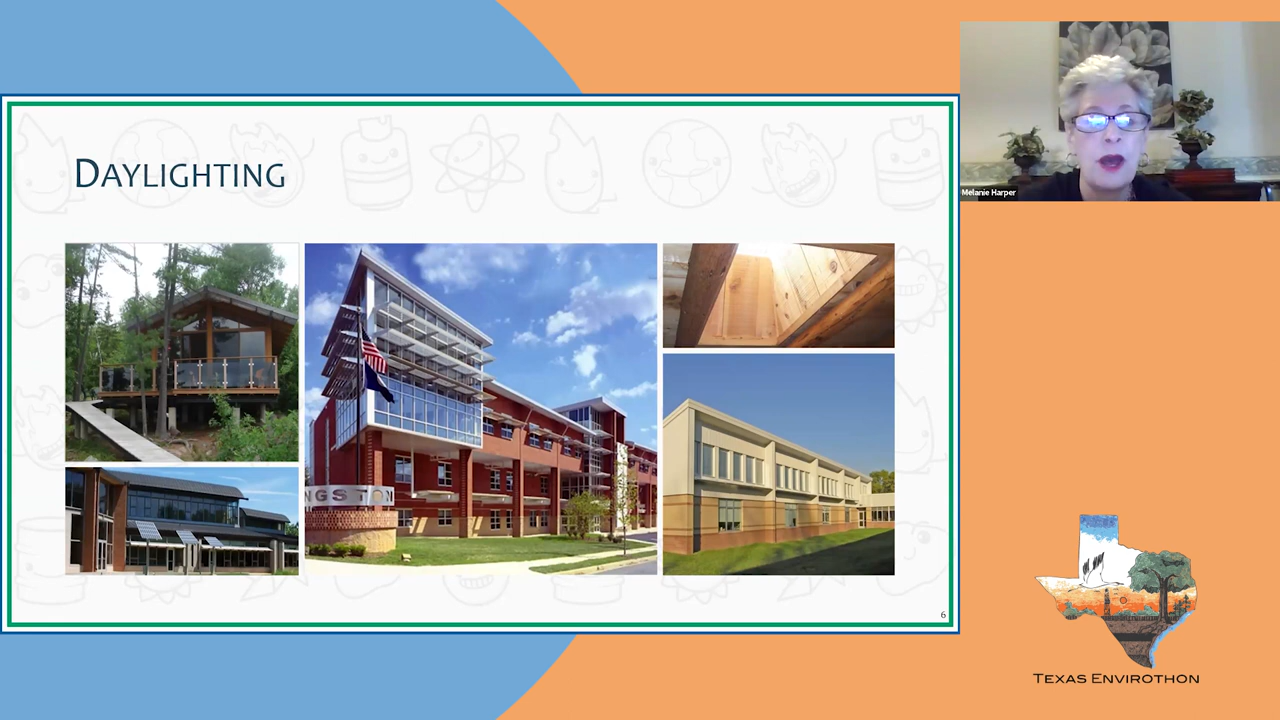 DAYLIGHTING
NGSTON
6
Melanie Harper
TEXAS ENVIROTHON